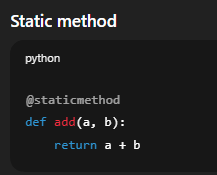 Static method
python
@staticmethod
def add(a, b):
    return a + b